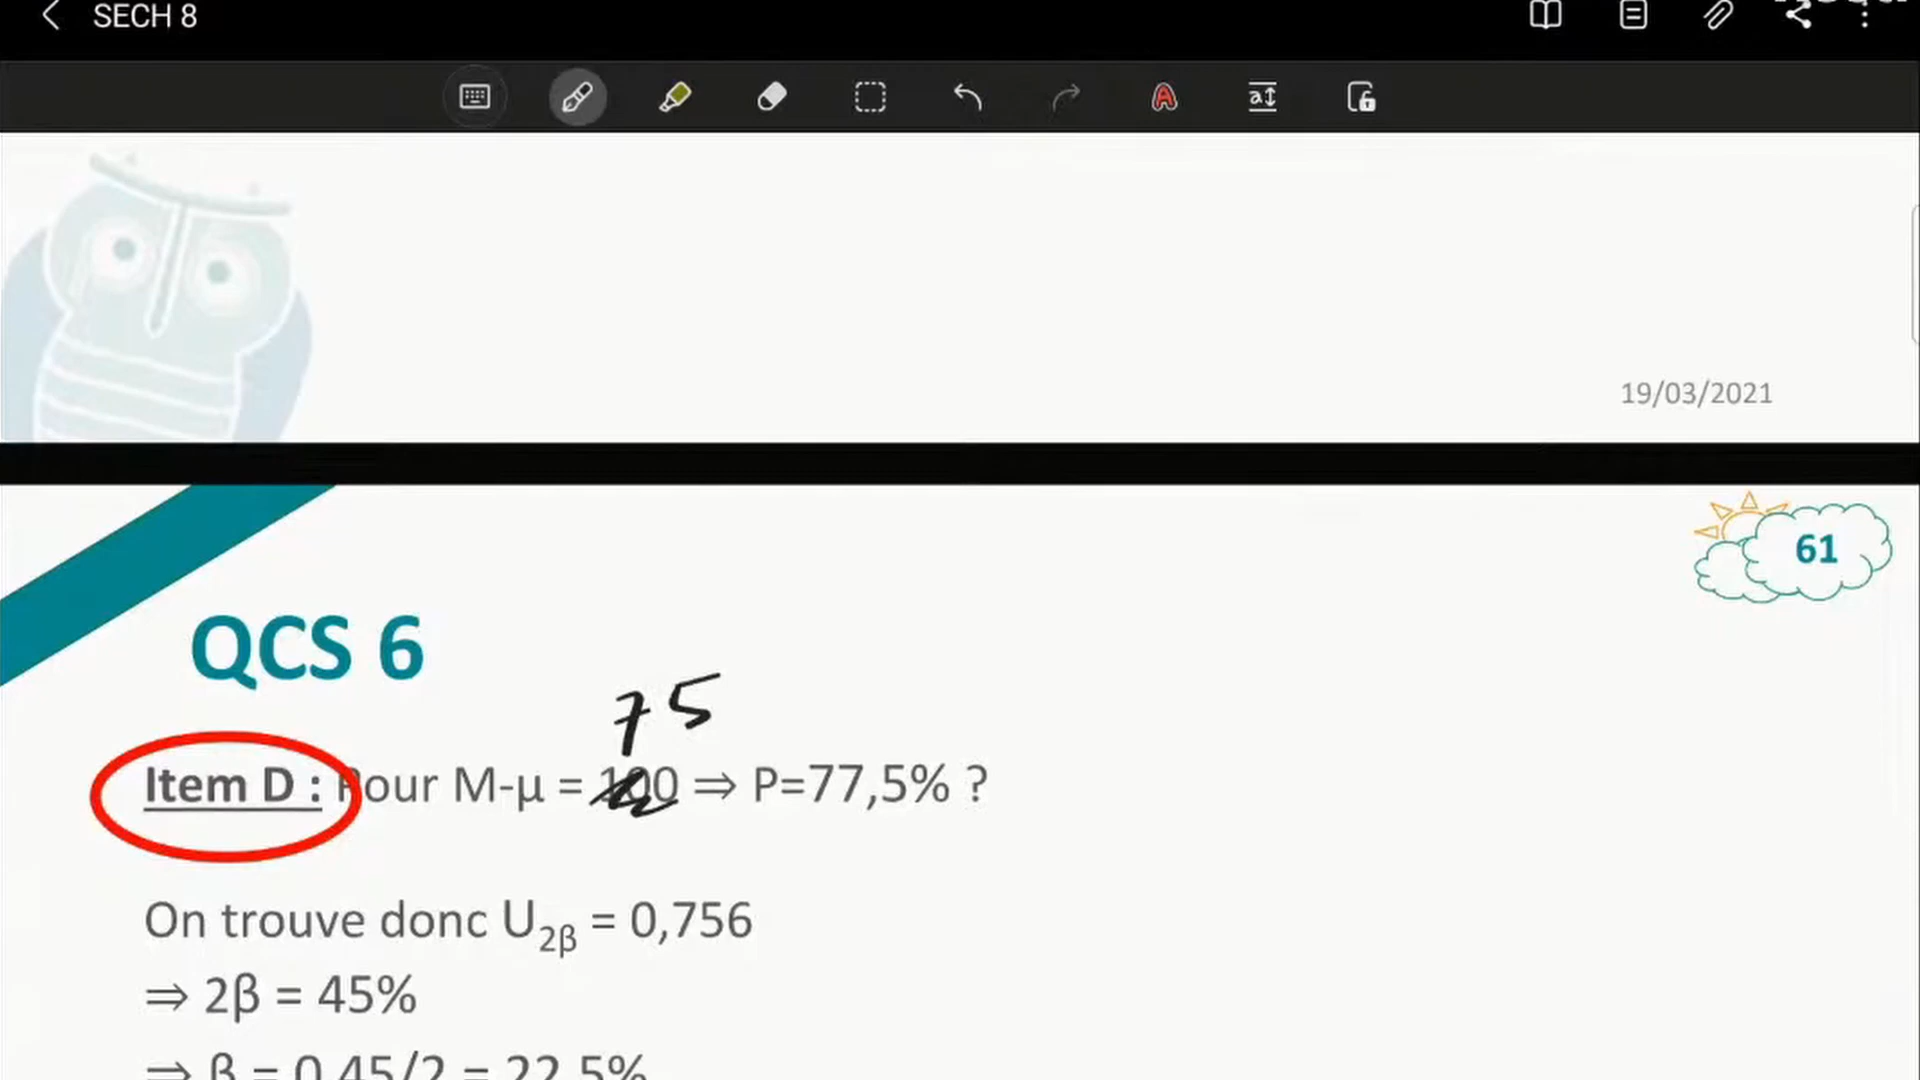 SECH 8
19/03/2021
61
QCS 6
75
Item D : Pour M-μ = 100 ⇒ P=77,5% ?
On trouve donc U2β = 0,756
⇒ 2β = 45%
⇒ β = 0,45/2 = 22,5%